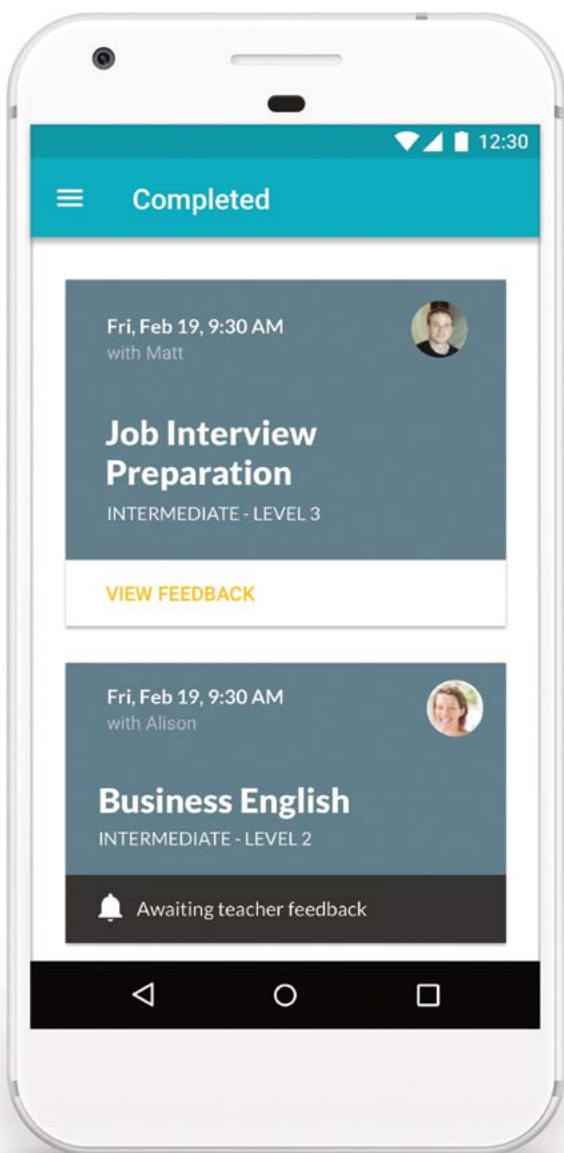 12:30
Completed
Fri, Feb 19, 9:30 AM
with Matt
Job Interview
Preparation
INTERMEDIATE - LEVEL 3
VIEW FEEDBACK
Fri, Feb 19, 9:30 AM
with Alison
Business English
INTERMEDIATE - LEVEL 2
Awaiting teacher feedback